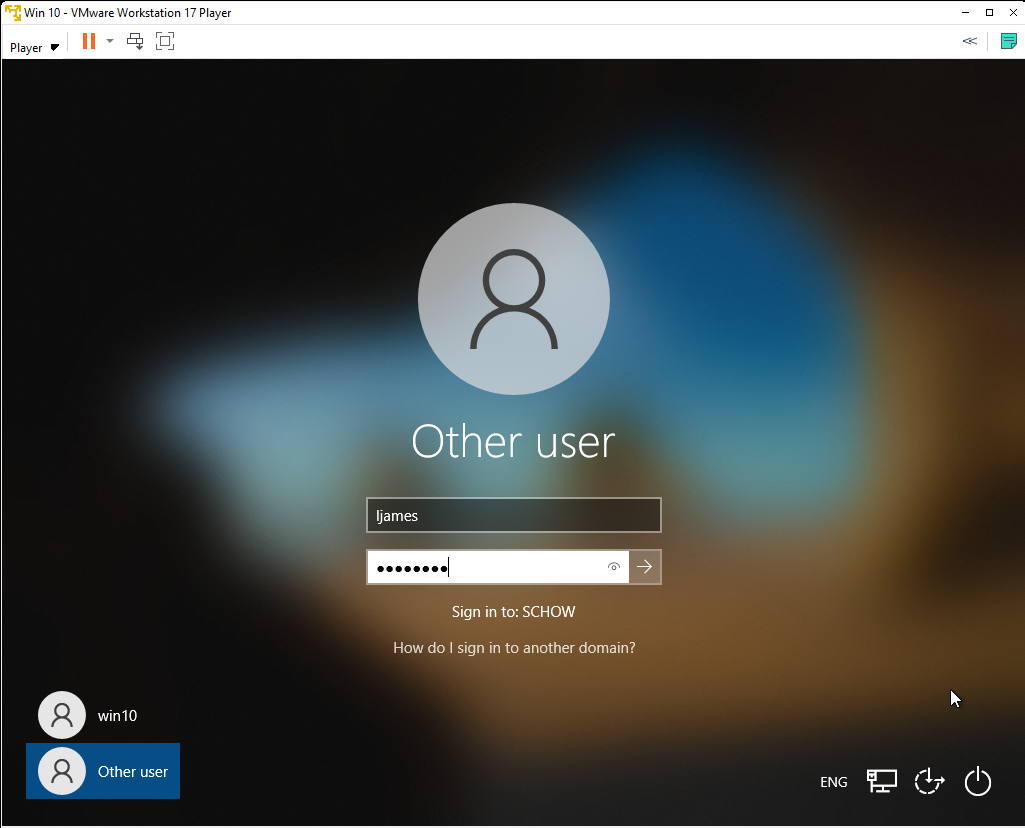 Win 10 - VMware Workstation 17 Player
Player
Other user
ljames
Sign in to: SCHOW
How do I sign in to another domain?
win10
Other user
ENG